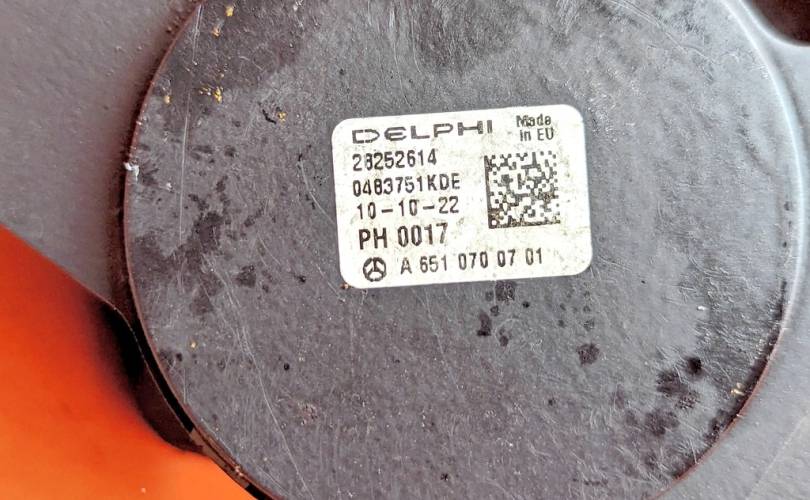 DELPHI
Made in EU
28252614
0483751KDE
10-10-22
PH 0017
A 651 070 07 01